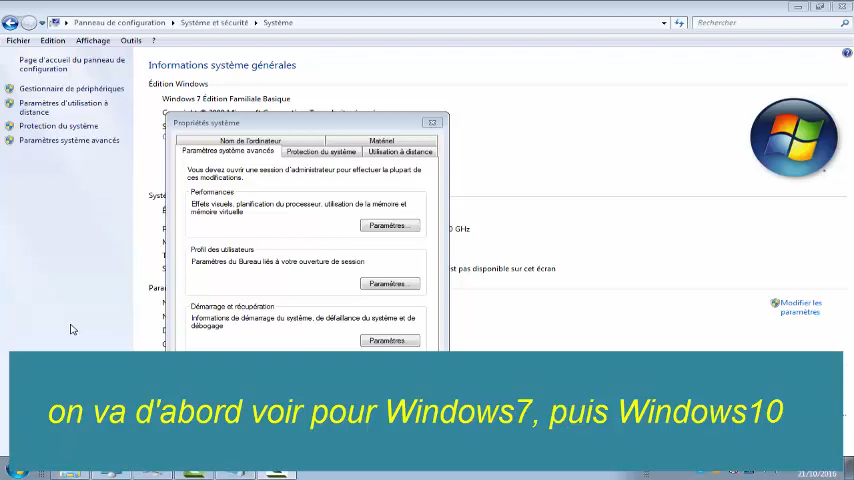 Panneau de configuration
Système et sécurité
Système
Rechercher
Fichier
Edition
Affichage
Outils
?
Page d'accueil du panneau de
configuration
Gestionnaire de périphériques
Paramètres d'utilisation à
distance
Protection du système
Paramètres système avancés
Informations système générales
Édition Windows
Windows 7 Édition Familiale Basique
Propriétés système
Nom de l'ordinateur
Matériel
Paramètres système avancés
Protection du système
Utilisation à distance
Vous devez ouvrir une session d'administrateur pour effectuer la plupart de
ces modifications.
Performances
Effets visuels, planification du processeur, utilisation de la mémoire et
mémoire virtuelle
Paramètres...
Profil des utilisateurs
Paramètres du Bureau liés à votre ouverture de session
Paramètres...
Démarrage et récupération
Informations de démarrage du système, de défaillance du système et de
débogage
Paramètres...
0 GHz
est pas disponible sur cet écran
Modifier les
paramètres
on va d'abord voir pour Windows7, puis Windows10
21/10/2016